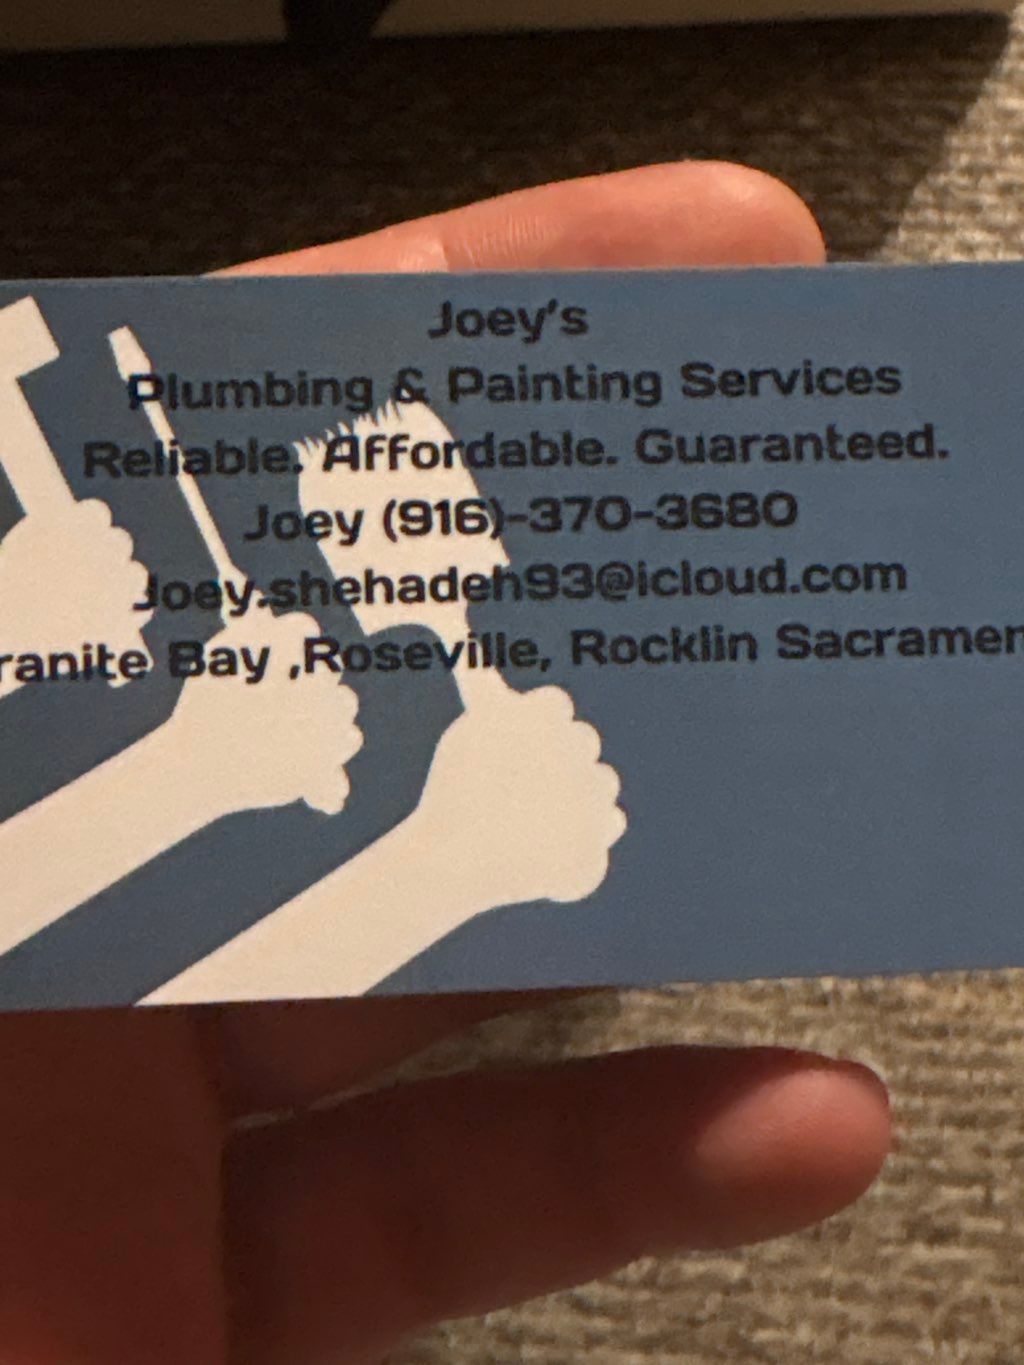 Joey's
Plumbing & Painting Services
Reliable. Affordable. Guaranteed.
Joey (916)-370-3680
Joey.shehadeh93@icloud.com
ranite Bay ,Roseville, Rocklin Sacramen